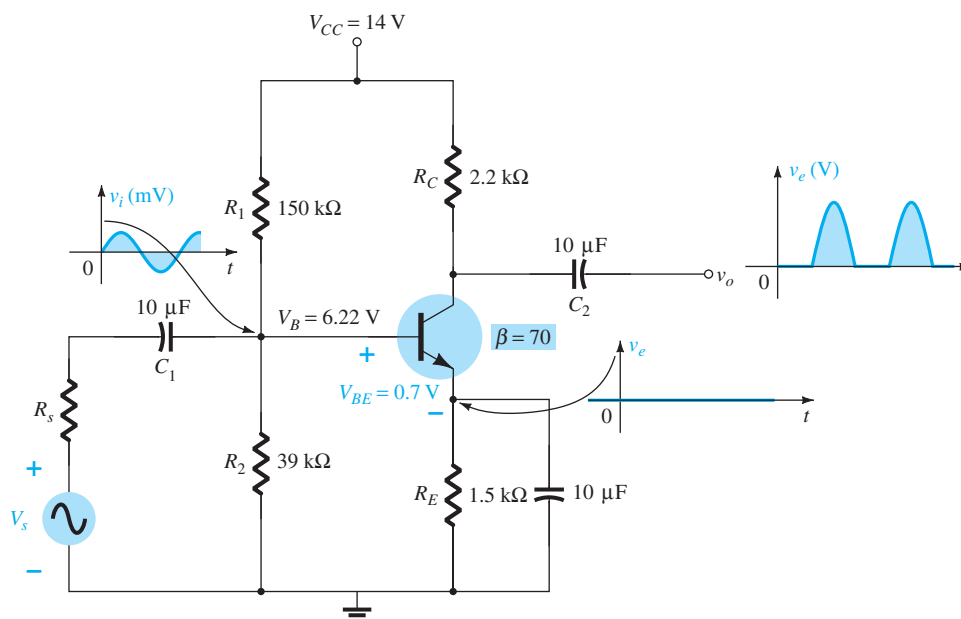 V_CC = 14 V
R_C
2.2 kΩ
v_e (V)
0
v_i (mV)
0
t
R_1
150 kΩ
10 μF
C_2
v_o
10 μF
C_1
V_B = 6.22 V
+
β = 70
V_BE = 0.7 V
–
v_e
0
t
R_s
+
V_s
–
R_2
39 kΩ
R_E
1.5 kΩ
10 μF